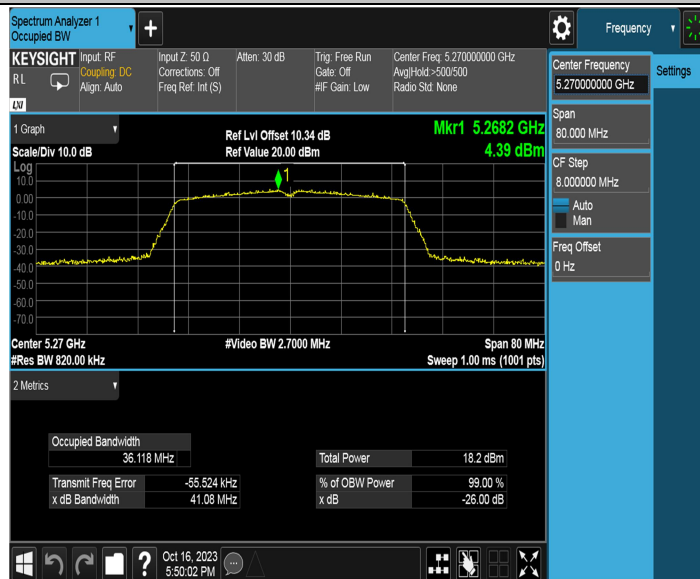 Spectrum Analyzer 1
Occupied BW
+
Frequency
KEYSIGHT
R L
LXI
Input: RF
Coupling: DC
Align: Auto
Input Z: 50 Ω
Corrections: Off
Freq Ref: Int (S)
Atten: 30 dB
Trig: Free Run
Gate: Off
#IF Gain: Low
Center Freq: 5.270000000 GHz
Avg|Hold:>500/500
Radio Std: None
Center Frequency
5.270000000 GHz
Settings
Span
80.000 MHz
CF Step
8.000000 MHz
Auto
Man
Freq Offset
0 Hz
1 Graph
Scale/Div 10.0 dB
Ref Lvl Offset 10.34 dB
Ref Value 20.00 dBm
Mkr1 5.2682 GHz
4.39 dBm
Log
10.0
0.00
-10.0
-20.0
-30.0
-40.0
-50.0
-60.0
-70.0
1
Center 5.27 GHz
#Res BW 820.00 kHz
#Video BW 2.7000 MHz
Span 80 MHz
Sweep 1.00 ms (1001 pts)
2 Metrics
Occupied Bandwidth
36.118 MHz
Transmit Freq Error -55.524 kHz
x dB Bandwidth 41.08 MHz
Total Power 18.2 dBm
% of OBW Power 99.00 %
x dB -26.00 dB
?
Oct 16, 2023
5:50:02 PM